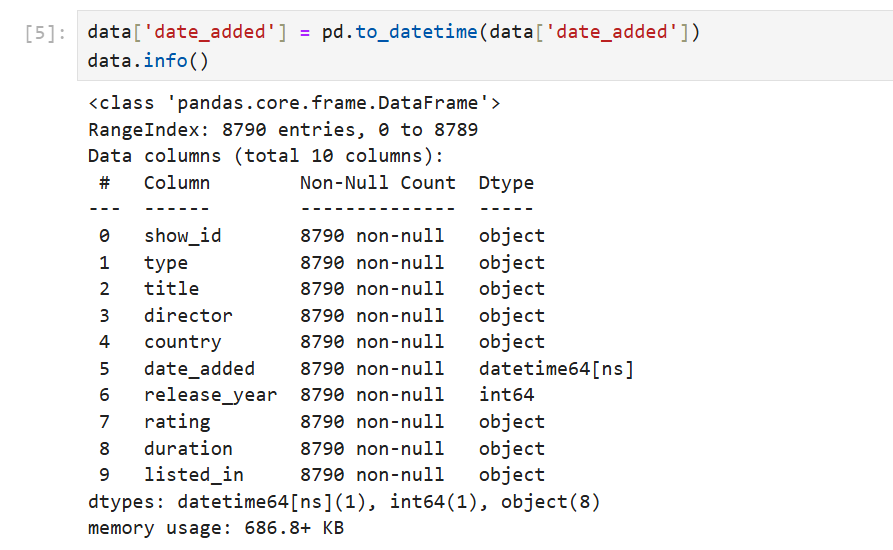 [5]: data['date_added'] = pd.to_datetime(data['date_added'])
data.info()
<class 'pandas.core.frame.DataFrame'>
RangeIndex: 8790 entries, 0 to 8789
Data columns (total 10 columns):
 #   Column        Non-Null Count  Dtype
---  ------        --------------  -----
 0   show_id       8790 non-null   object
 1   type          8790 non-null   object
 2   title         8790 non-null   object
 3   director      8790 non-null   object
 4   country       8790 non-null   object
 5   date_added    8790 non-null   datetime64[ns]
 6   release_year  8790 non-null   int64
 7   rating        8790 non-null   object
 8   duration      8790 non-null   object
 9   listed_in     8790 non-null   object
dtypes: datetime64[ns](1), int64(1), object(8)
memory usage: 686.8+ KB